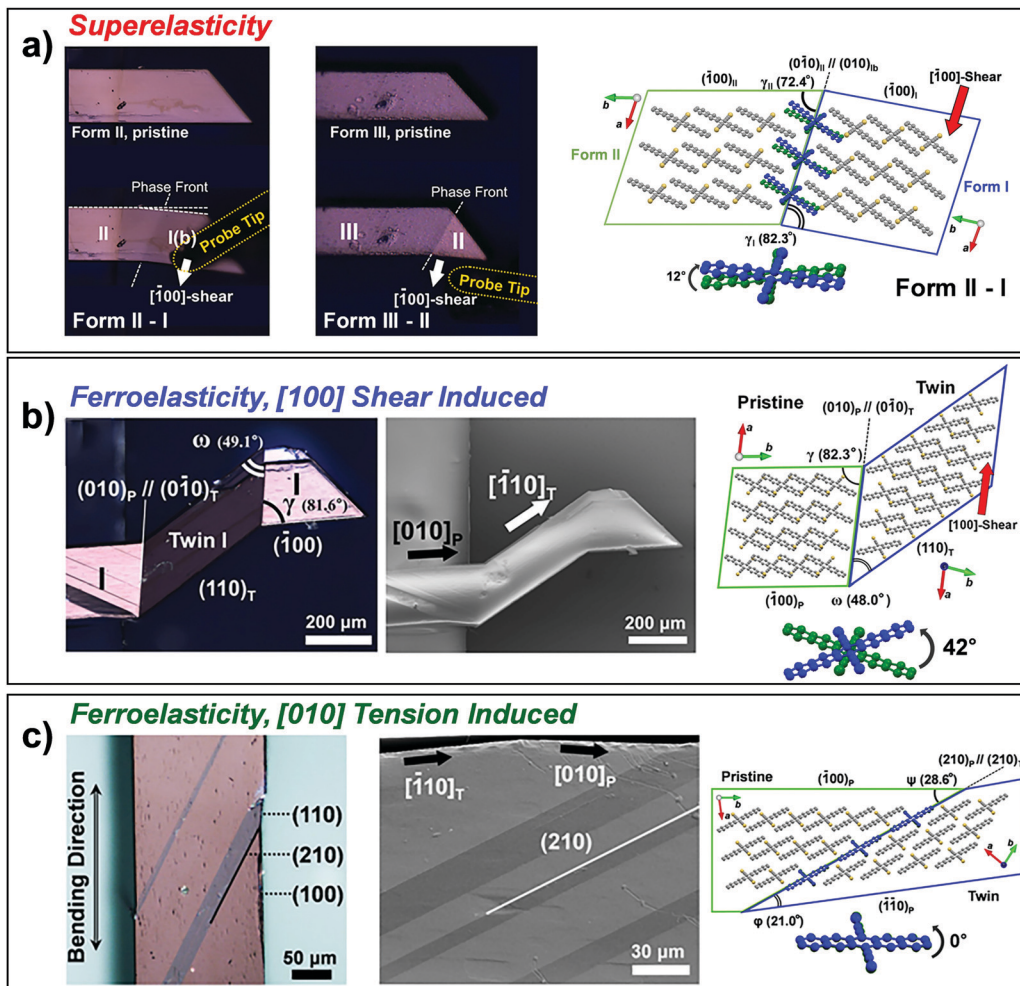 a)
Superelasticity
Form II, pristine
Phase Front
II
I(b)
Probe Tip
[1̄00]-shear
Form II - I
Form III, pristine
Phase Front
III
II
[1̄00]-shear
Probe Tip
Form III - II
(01̄0)II // (010)Ib
(1̄00)II
γII (72.4°)
(1̄00)I
[1̄00]-Shear
b
a
Form II
Form I
γI (82.3°)
b
a
12°
Form II - I
b)
Ferroelasticity, [100] Shear Induced
ω (49.1°)
I
(010)P // (01̄0)T
γ (81.6°)
Twin I
(1̄00)
I
(110)T
200 µm
[1̄10]T
[010]P
200 µm
Twin
Pristine
(010)P // (01̄0)T
a
b
γ (82.3°)
[100]-Shear
(110)T
b
a
(1̄00)P
ω (48.0°)
42°
c)
Ferroelasticity, [010] Tension Induced
Bending Direction
(110)
(210)
(100)
50 µm
[1̄10]T
[010]P
(210)
30 µm
(210)P // (210)T
Pristine
(1̄00)P
ψ (28.6°)
b
a
a
b
Twin
φ (21.0°)
(1̄1̄0)P
0°